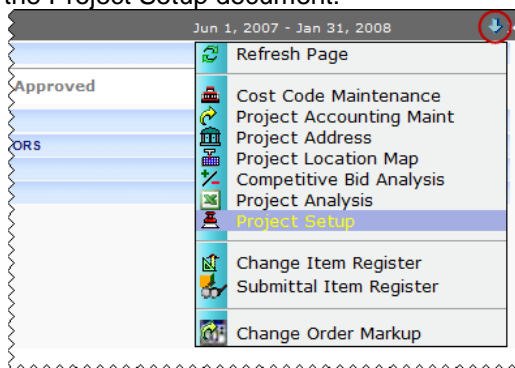 the Project Setup document.
Jun 1, 2007 - Jan 31, 2008
Refresh Page
Approved
Cost Code Maintenance
Project Accounting Maint
Project Address
ORS
Project Location Map
Competitive Bid Analysis
Project Analysis
Project Setup
Change Item Register
Submittal Item Register
Change Order Markup